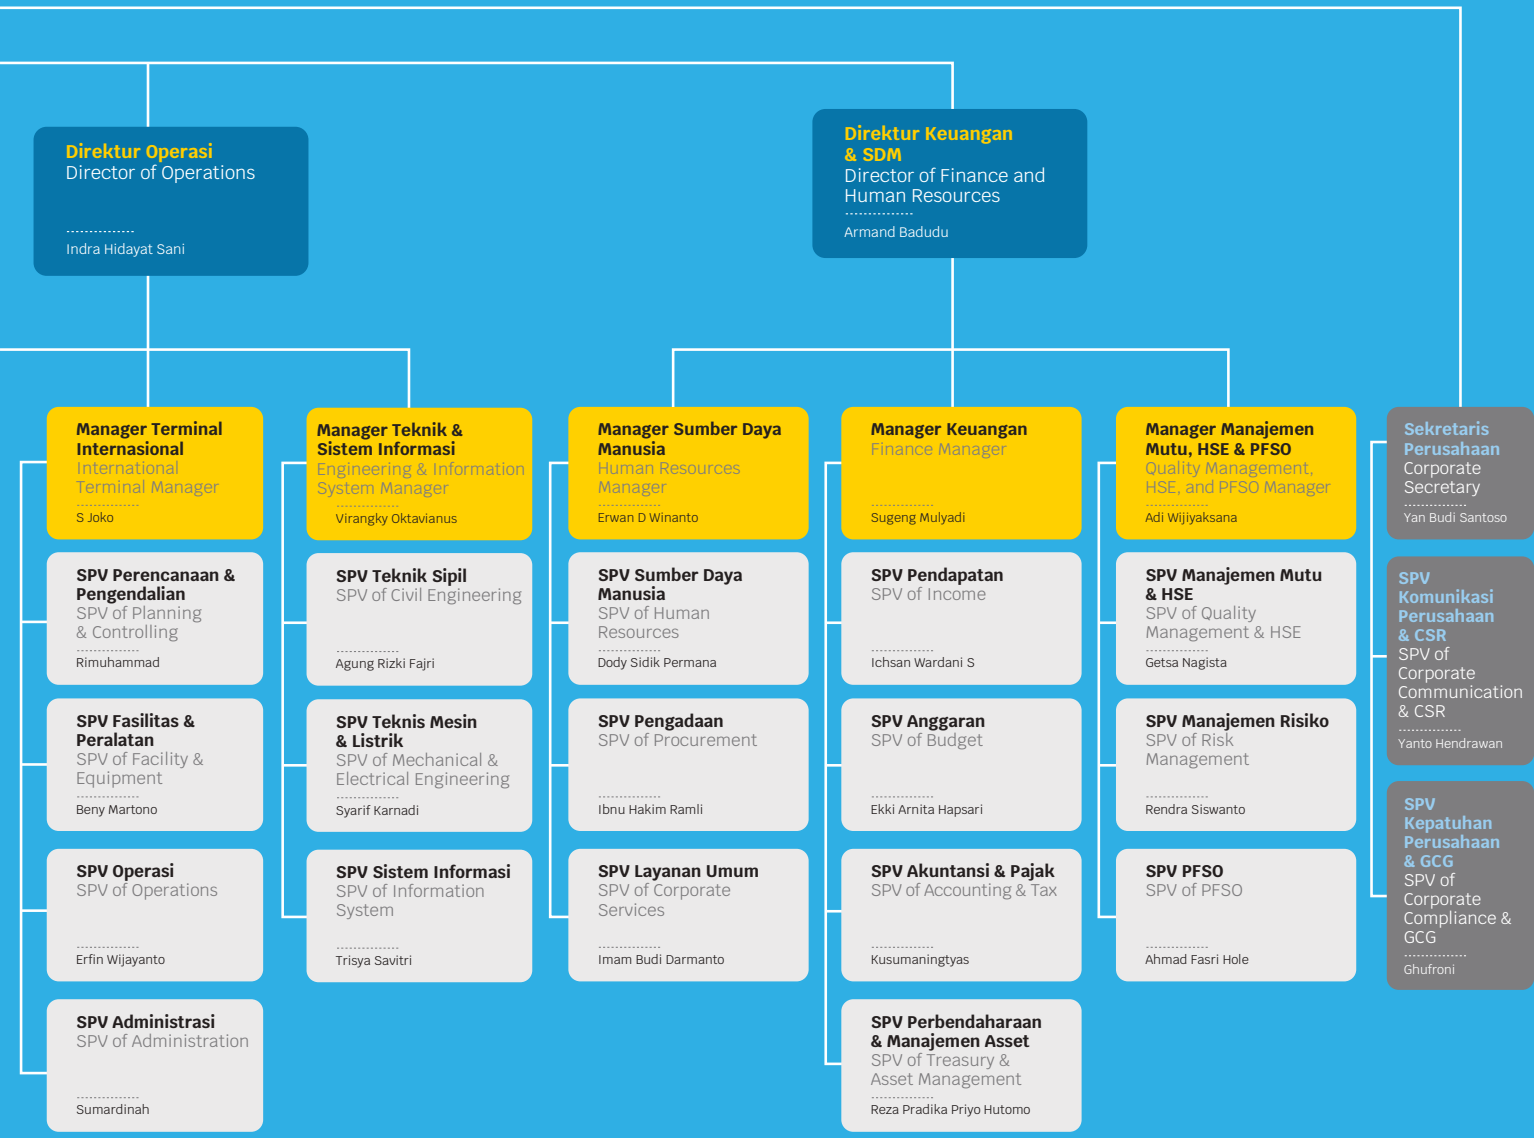 Direktur Operasi
Director of Operations
Indra Hidayat Sani
Direktur Keuangan
& SDM
Director of Finance and
Human Resources
Armand Badudu
Manager Terminal
Internasional
International
Terminal Manager
S Joko
SPV Perencanaan &
Pengendalian
SPV of Planning
& Controlling
Rimuhammad
SPV Fasilitas &
Peralatan
SPV of Facility &
Equipment
Beny Martono
SPV Operasi
SPV of Operations
Erfin Wijayanto
SPV Administrasi
SPV of Administration
Sumardinah
Manager Teknik &
Sistem Informasi
Engineering & Information
System Manager
Virangky Oktavianus
SPV Teknik Sipil
SPV of Civil Engineering
Agung Rizki Fajri
SPV Teknis Mesin
& Listrik
SPV of Mechanical &
Electrical Engineering
Syarif Karnadi
SPV Sistem Informasi
SPV of Information
System
Trisya Savitri
Manager Sumber Daya
Manusia
Human Resources
Manager
Erwan D Winanto
SPV Sumber Daya
Manusia
SPV of Human
Resources
Dody Sidik Permana
SPV Pengadaan
SPV of Procurement
Ibnu Hakim Ramli
SPV Layanan Umum
SPV of Corporate
Services
Imam Budi Darmanto
Manager Keuangan
Finance Manager
Sugeng Mulyadi
SPV Pendapatan
SPV of Income
Ichsan Wardani S
SPV Anggaran
SPV of Budget
Ekki Arnita Hapsari
SPV Akuntansi & Pajak
SPV of Accounting & Tax
Kusumaningtyas
SPV Perbendaharaan
& Manajemen Asset
SPV of Treasury &
Asset Management
Reza Pradika Priyo Hutomo
Manager Manajemen
Mutu, HSE & PFSO
Quality Management,
HSE, and PFSO Manager
Adi Wijiyaksana
SPV Manajemen Mutu
& HSE
SPV of Quality
Management & HSE
Getsa Nagista
SPV Manajemen Risiko
SPV of Risk
Management
Rendra Siswanto
SPV PFSO
SPV of PFSO
Ahmad Fasri Hole
Sekretaris
Perusahaan
Corporate
Secretary
Yan Budi Santoso
SPV
Komunikasi
Perusahaan
& CSR
SPV of
Corporate
Communication
& CSR
Yanto Hendrawan
SPV
Kepatuhan
Perusahaan
& GCG
SPV of
Corporate
Compliance &
GCG
Ghufroni